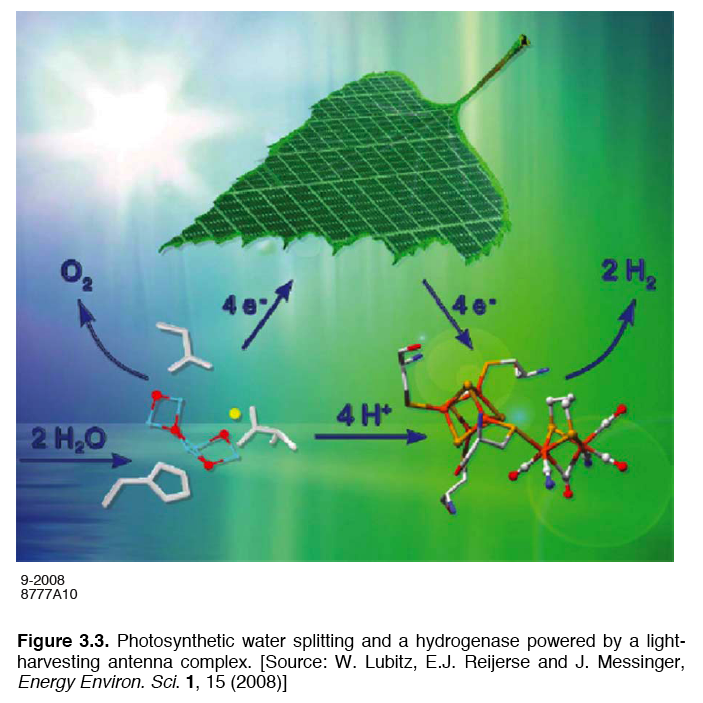 O₂
2 H₂
4 e⁻
4 e⁻
4 H⁺
2 H₂O
9-2008
8777A10
Figure 3.3. Photosynthetic water splitting and a hydrogenase powered by a light-
harvesting antenna complex. [Source: W. Lubitz, E.J. Reijerse and J. Messinger,
Energy Environ. Sci. 1, 15 (2008)]